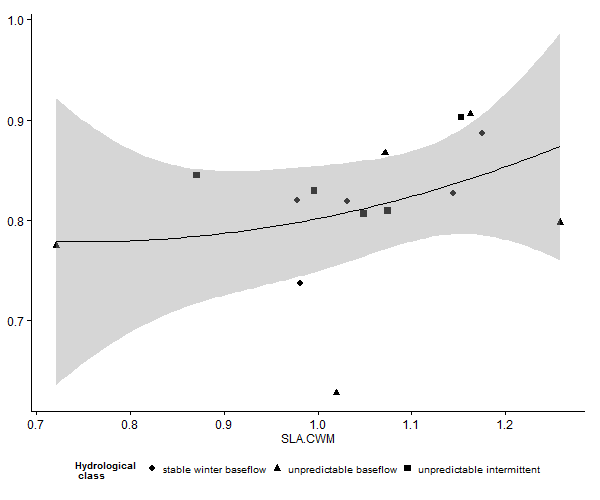 1.0
0.9
0.8
0.7
0.7 0.8 0.9 1.0 1.1 1.2
SLA.CWM
Hydrological class stable winter baseflow unpredictable baseflow unpredictable intermittent